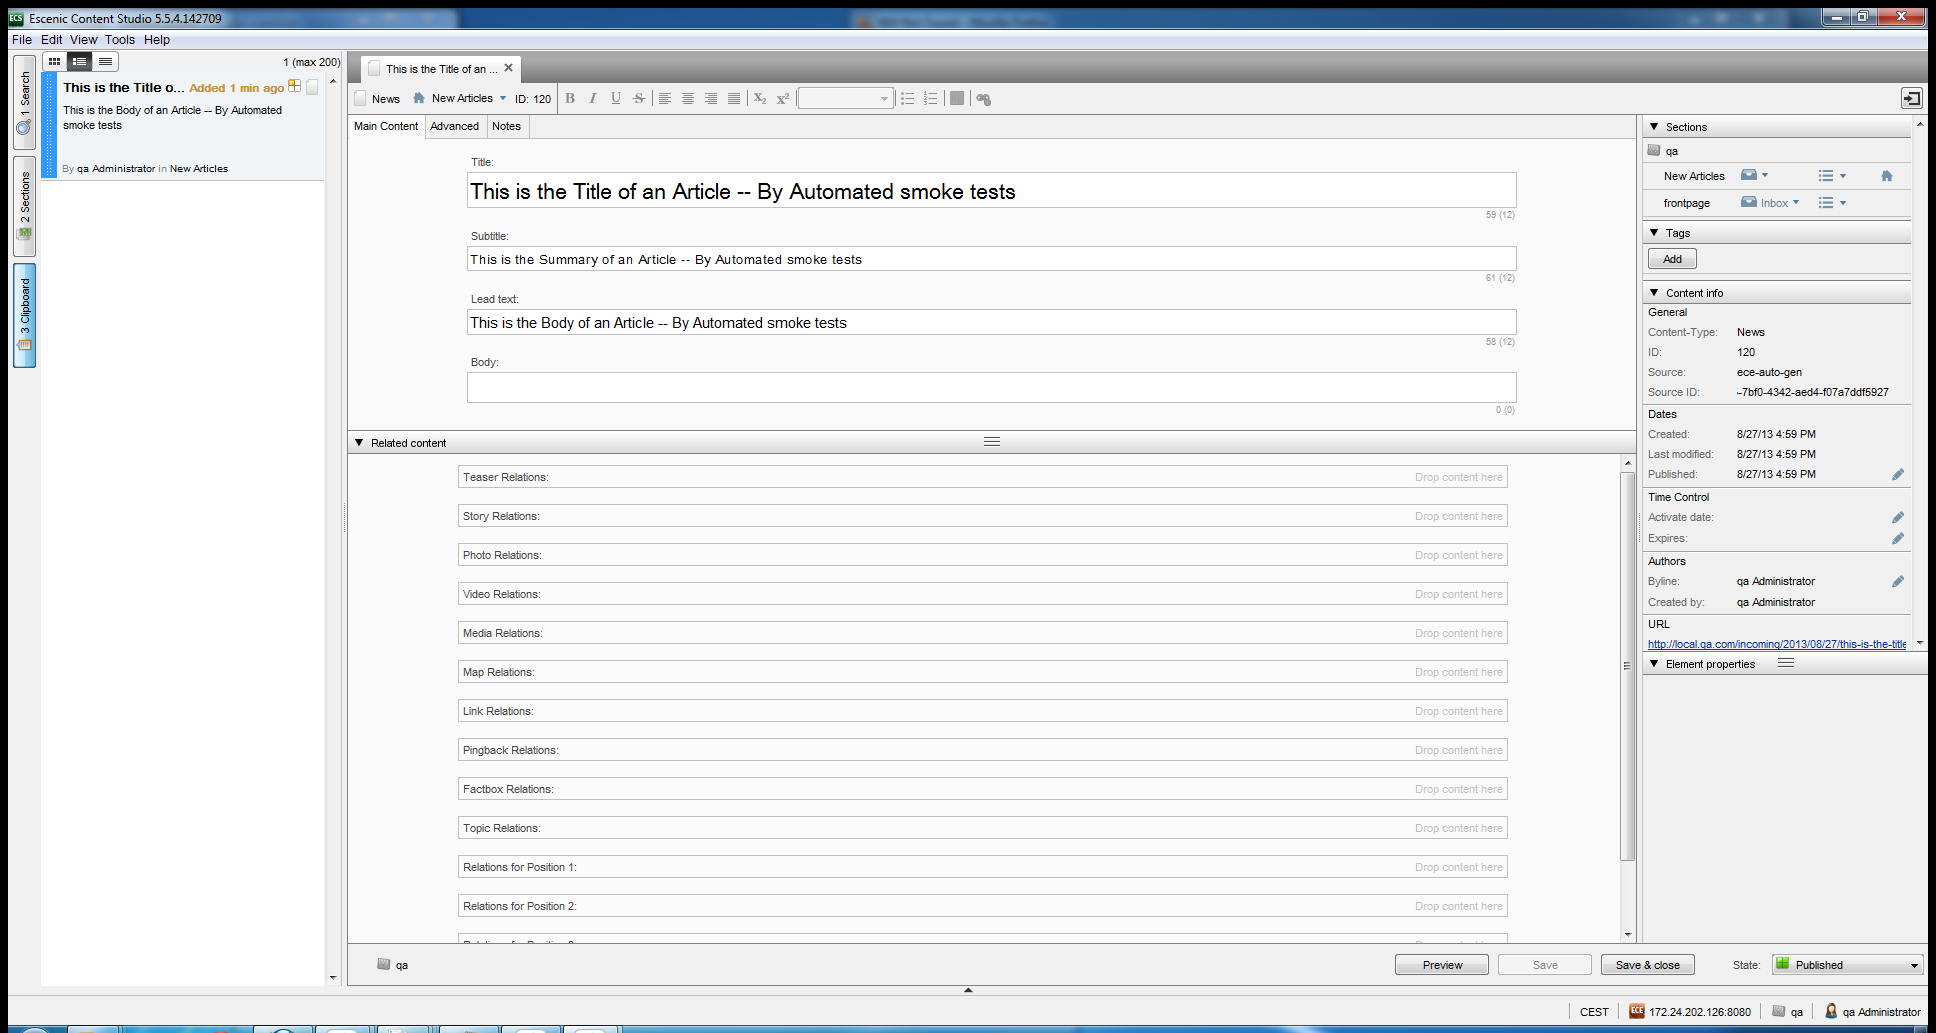 Escenic Content Studio 5.5.4.142709
File Edit View Tools Help
1 Search
2 Sections
3 Clipboard
1 (max 200)
This is the Title o... Added 1 min ago
This is the Body of an Article -- By Automated
smoke tests
By qa Administrator in New Articles
This is the Title of an ...
News New Articles ID: 120 B I U S X2 X2
Main Content Advanced Notes
Title:
This is the Title of an Article -- By Automated smoke tests
59 (12)
Subtitle:
This is the Summary of an Article -- By Automated smoke tests
61 (12)
Lead text:
This is the Body of an Article -- By Automated smoke tests
58 (12)
Body:
0 (0)
Related content
Teaser Relations: Drop content here
Story Relations: Drop content here
Photo Relations: Drop content here
Video Relations: Drop content here
Media Relations: Drop content here
Map Relations: Drop content here
Link Relations: Drop content here
Pingback Relations: Drop content here
Factbox Relations: Drop content here
Topic Relations: Drop content here
Relations for Position 1: Drop content here
Relations for Position 2: Drop content here
qa
Preview Save Save & close State: Published
Sections
qa
New Articles
frontpage Inbox
Tags
Add
Content info
General
Content-Type: News
ID: 120
Source: ece-auto-gen
Source ID: -7bf0-4342-aed4-f07a7ddf5927
Dates
Created: 8/27/13 4:59 PM
Last modified: 8/27/13 4:59 PM
Published: 8/27/13 4:59 PM
Time Control
Activate date:
Expires:
Authors
Byline: qa Administrator
Created by: qa Administrator
URL
http://local.qa.com/incoming/2013/08/27/this-is-the-title
Element properties
CEST ECE 172.24.202.126:8080 qa qa Administrator